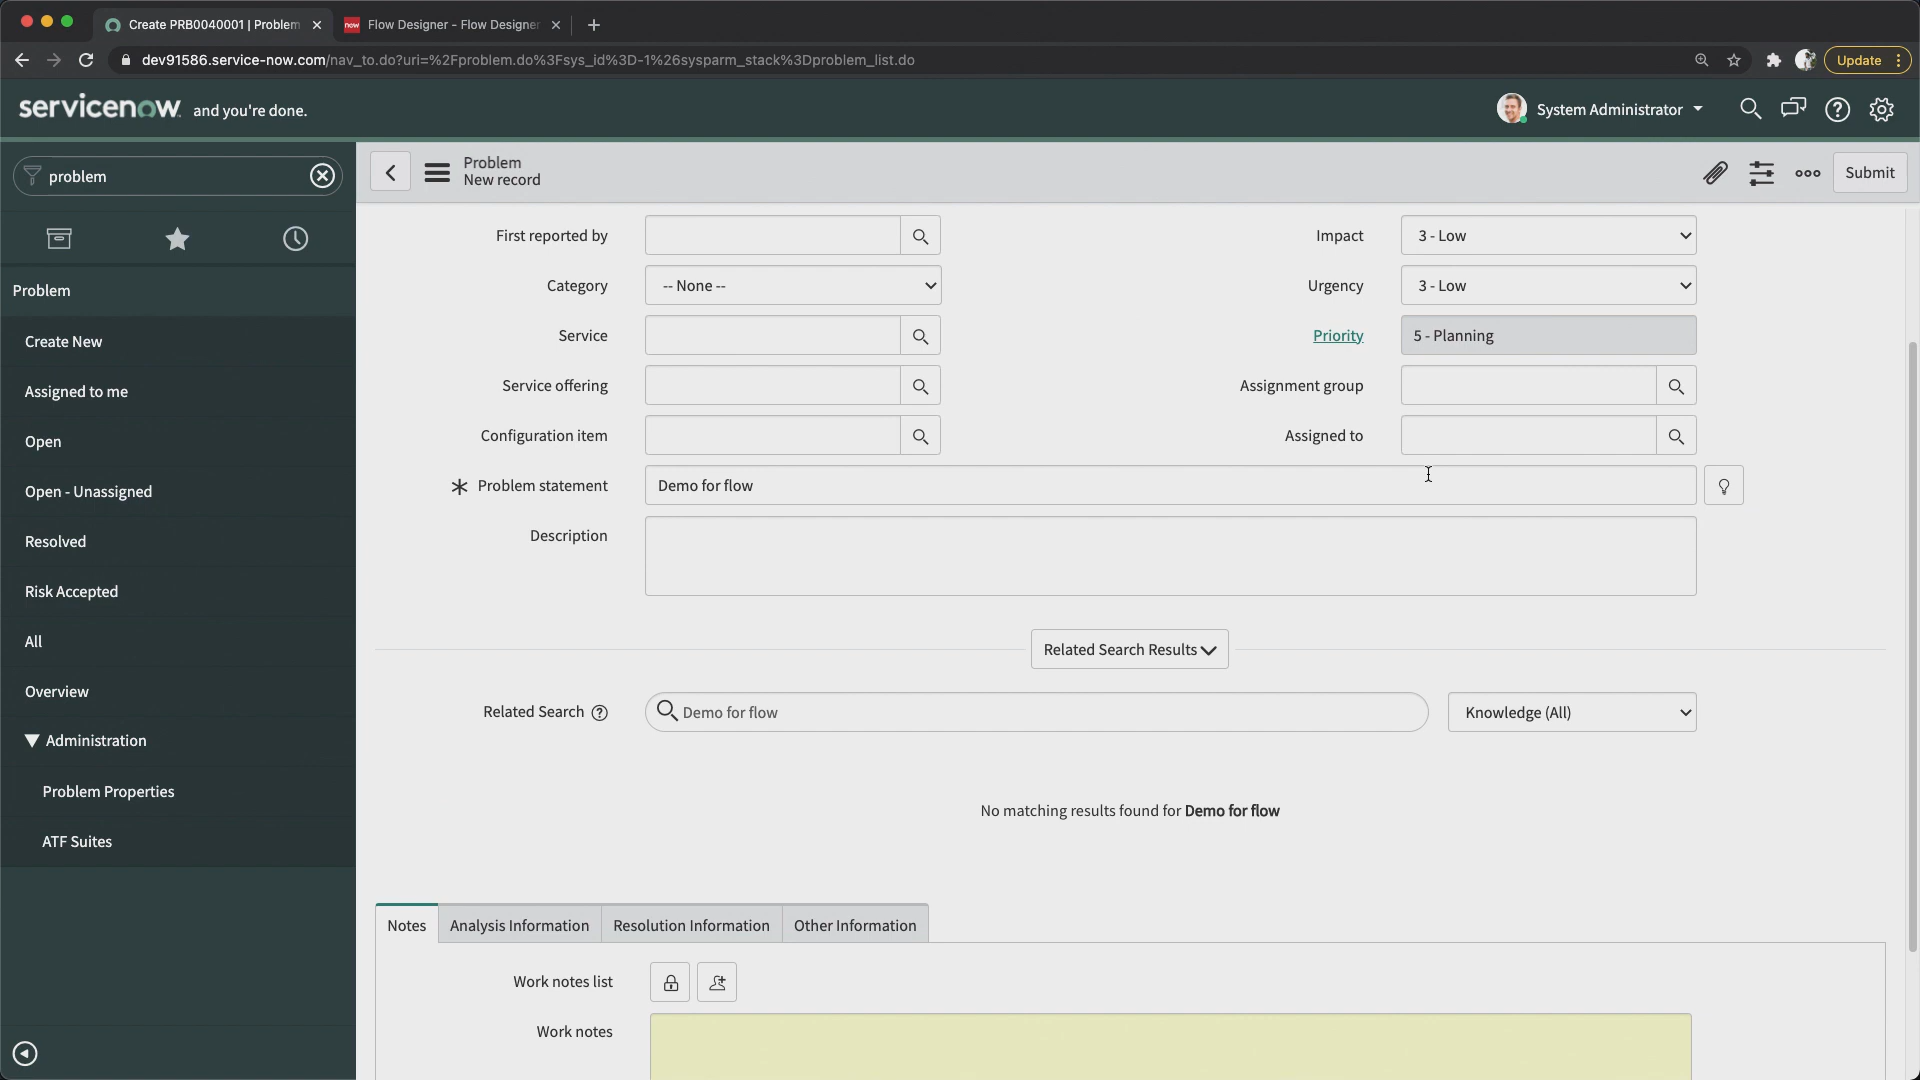 Create PRB0040001 | Problem
now Flow Designer - Flow Designer
dev91586.service-now.com/nav_to.do?uri=%2Fproblem.do%3Fsys_id%3D-1%26sysparm_stack%3Dproblem_list.do
Update
servicenow and you're done.
System Administrator
problem
Problem
New record
Submit
Problem
Create New
Assigned to me
Open
Open - Unassigned
Resolved
Risk Accepted
All
Overview
Administration
Problem Properties
ATF Suites
First reported by
Impact
3 - Low
Category
-- None --
Urgency
3 - Low
Service
Priority
5 - Planning
Service offering
Assignment group
Configuration item
Assigned to
Problem statement
Demo for flow
Description
Related Search Results
Related Search
Demo for flow
Knowledge (All)
No matching results found for Demo for flow
Notes
Analysis Information
Resolution Information
Other Information
Work notes list
Work notes